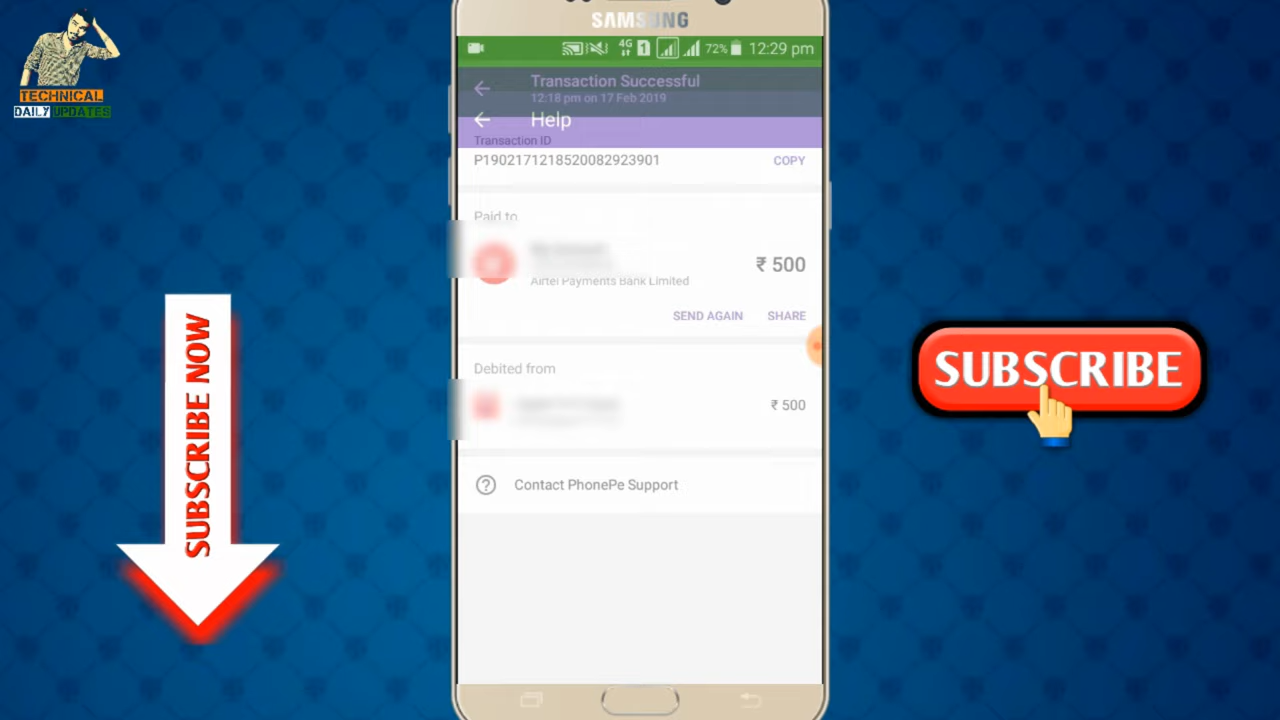 TECHNICAL
DAILY UPDATES
SAMSUNG
4G 1 72% 12:29 pm
Transaction Successful
12:18 pm on 17 Feb 2019
Help
Transaction ID
P1902171218520082923901 COPY
Paid to
₹ 500
Airtel Payments Bank Limited
SEND AGAIN SHARE
Debited from
₹ 500
Contact PhonePe Support
SUBSCRIBE NOW
SUBSCRIBE